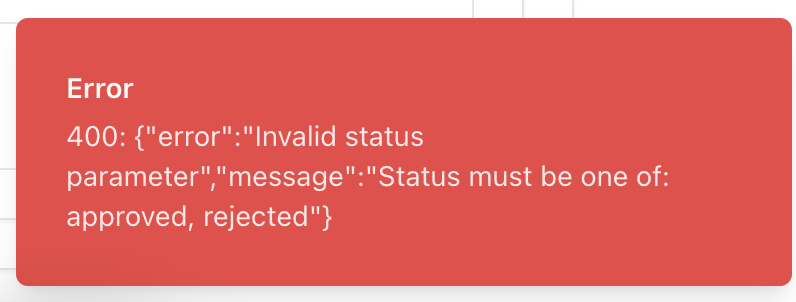 Error
400: {"error":"Invalid status
parameter","message":"Status must be one of:
approved, rejected"}